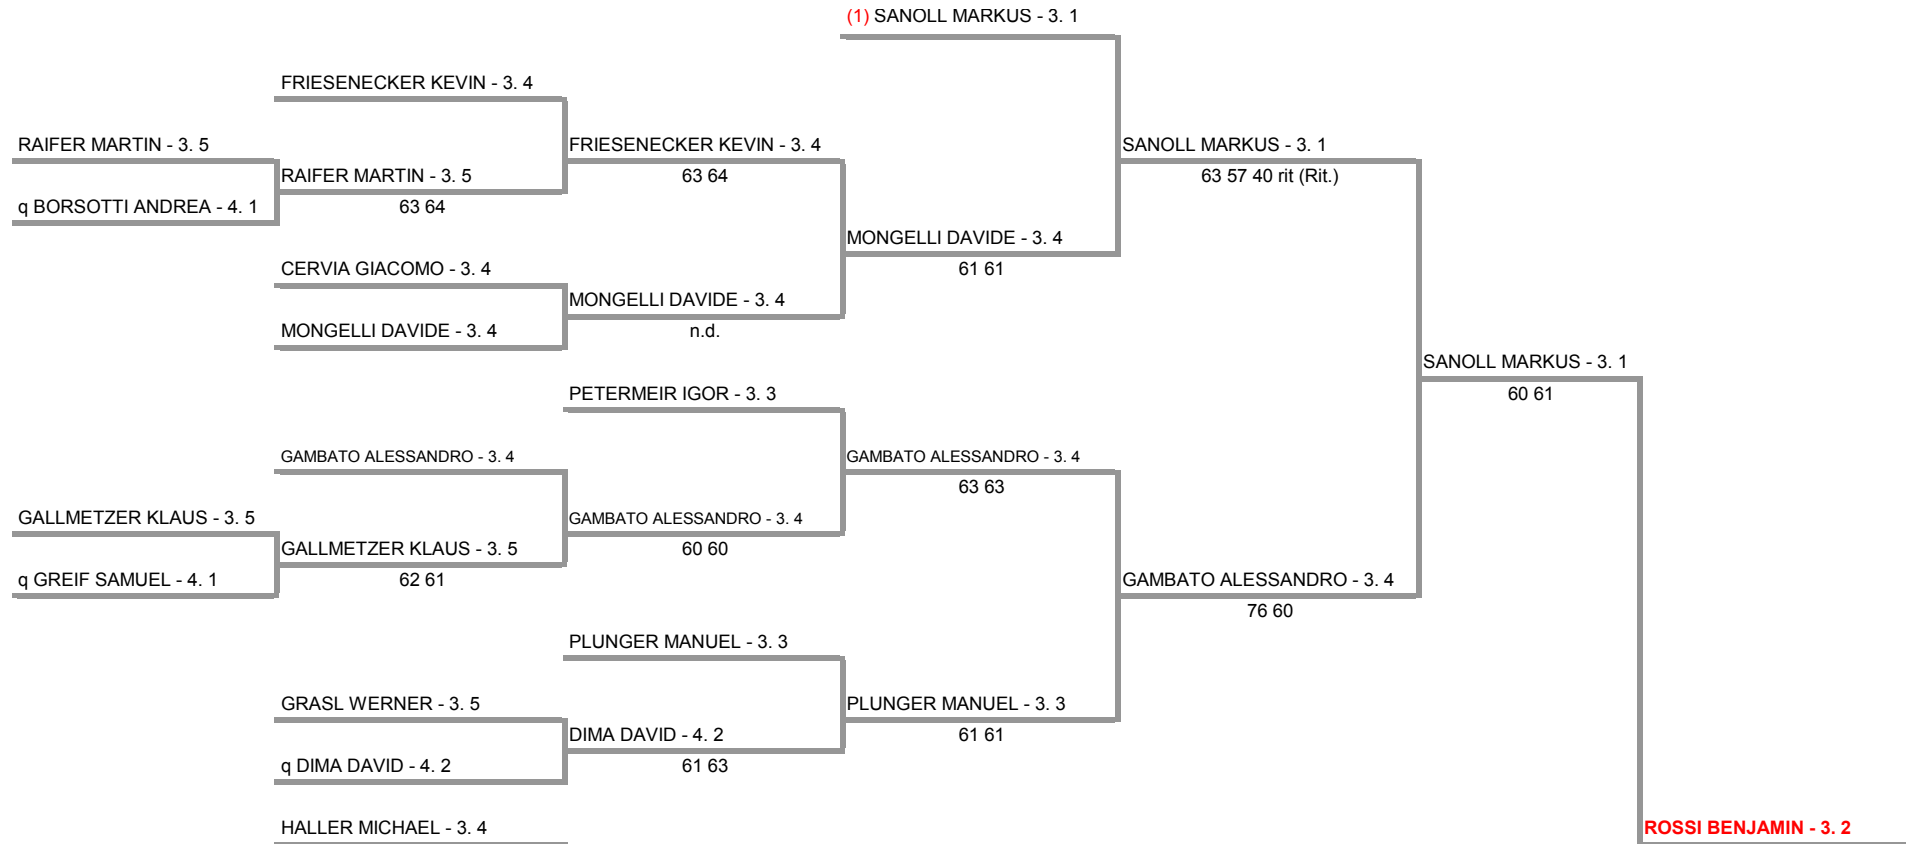 (1) SANOLL MARKUS - 3. 1
FRIESENECKER KEVIN - 3. 4
RAIFER MARTIN - 3. 5
FRIESENECKER KEVIN - 3. 4
SANOLL MARKUS - 3. 1
RAIFER MARTIN - 3. 5
63 64
63 57 40 rit (Rit.)
q BORSOTTI ANDREA - 4. 1
63 64
MONGELLI DAVIDE - 3. 4
CERVIA GIACOMO - 3. 4
61 61
MONGELLI DAVIDE - 3. 4
MONGELLI DAVIDE - 3. 4
n.d.
SANOLL MARKUS - 3. 1
PETERMEIR IGOR - 3. 3
60 61
GAMBATO ALESSANDRO - 3. 4
GAMBATO ALESSANDRO - 3. 4
63 63
GALLMETZER KLAUS - 3. 5
GAMBATO ALESSANDRO - 3. 4
GALLMETZER KLAUS - 3. 5
60 60
q GREIF SAMUEL - 4. 1
62 61
GAMBATO ALESSANDRO - 3. 4
76 60
PLUNGER MANUEL - 3. 3
GRASL WERNER - 3. 5
PLUNGER MANUEL - 3. 3
DIMA DAVID - 4. 2
61 61
q DIMA DAVID - 4. 2
61 63
HALLER MICHAEL - 3. 4
ROSSI BENJAMIN - 3. 2